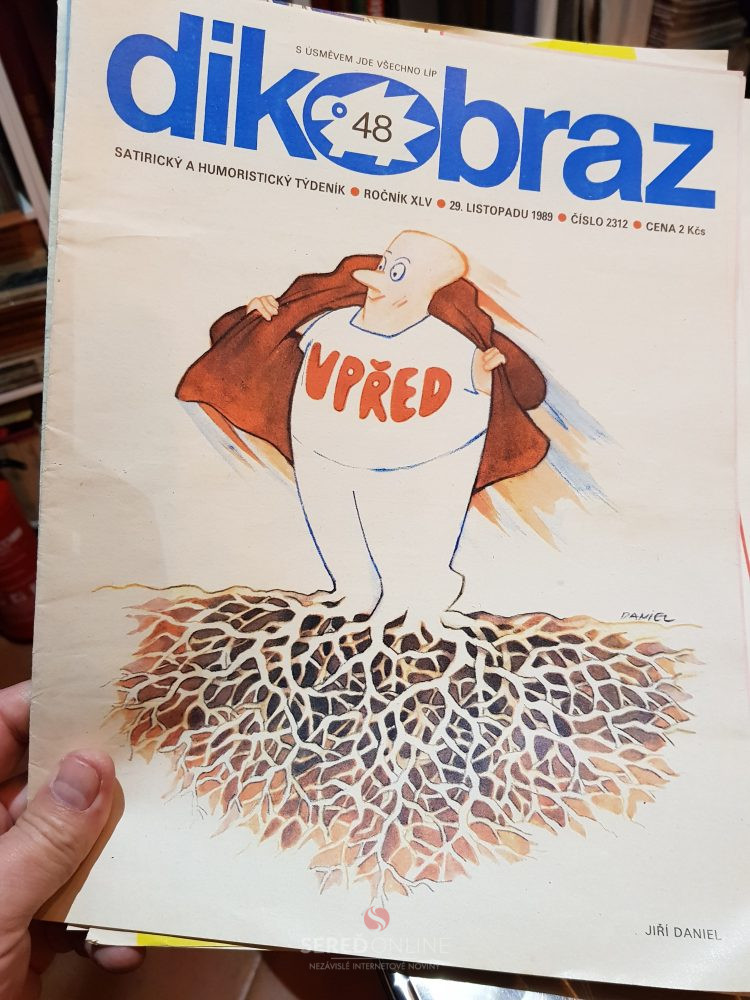 S ÚSMĚVEM JDE VŠECHNO LÍP
dikobraz
48
SATIRICKÝ A HUMORISTICKÝ TÝDENÍK ● ROČNÍK XLV ● 29. LISTOPADU 1989 ● ČÍSLO 2312 ● CENA 2 Kčs
VPŘED
DANIEL
JIŘÍ DANIEL
SEREĎONLINE
NEZÁVISLÉ INTERNETOVÉ NOVINY